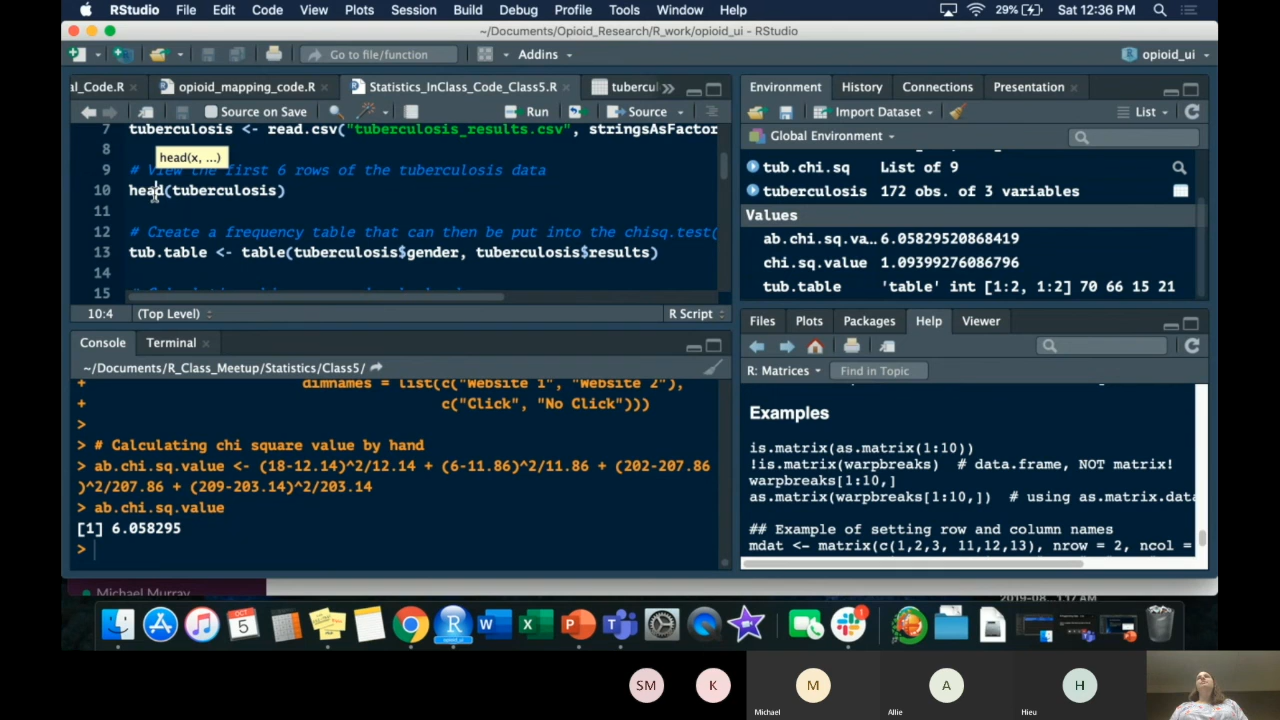 RStudio File Edit Code View Plots Session Build Debug Profile Tools Window Help 29% Sat 12:36 PM
~/Documents/Opioid_Research/R_work/opioid_ui - RStudio
Go to file/function Addins opioid_ui
al_Code.R opioid_mapping_code.R Statistics_InClass_Code_Class5.R tubercul
Source on Save Run Source
7 tuberculosis <- read.csv("tuberculosis_results.csv", stringsAsFactor
8
head(x, ...)
9 # View the first 6 rows of the tuberculosis data
10 head(tuberculosis)
11
12 # Create a frequency table that can then be put into the chisq.test(
13 tub.table <- table(tuberculosis$gender, tuberculosis$results)
14
15
10:4 (Top Level) R Script
Console Terminal
~/Documents/R_Class_Meetup/Statistics/Class5/
+ dimnames = list(c("Website 1", "Website 2"),
+ c("Click", "No Click")))
>
> # Calculating chi square value by hand
> ab.chi.sq.value <- (18-12.14)^2/12.14 + (6-11.86)^2/11.86 + (202-207.86
)^2/207.86 + (209-203.14)^2/203.14
> ab.chi.sq.value
[1] 6.058295
>
Environment History Connections Presentation
Import Dataset List
Global Environment
tub.chi.sq List of 9
tuberculosis 172 obs. of 3 variables
Values
ab.chi.sq.va… 6.05829520868419
chi.sq.value 1.09399276086796
tub.table 'table' int [1:2, 1:2] 70 66 15 21
Files Plots Packages Help Viewer
R: Matrices Find in Topic
Examples
is.matrix(as.matrix(1:10))
!is.matrix(warpbreaks) # data.frame, NOT matrix!
warpbreaks[1:10,]
as.matrix(warpbreaks[1:10,]) # using as.matrix.data
## Example of setting row and column names
mdat <- matrix(c(1,2,3, 11,12,13), nrow = 2, ncol =
Michael Murray
OCT
5
1
SM K M A H
Michael Allie Hieu